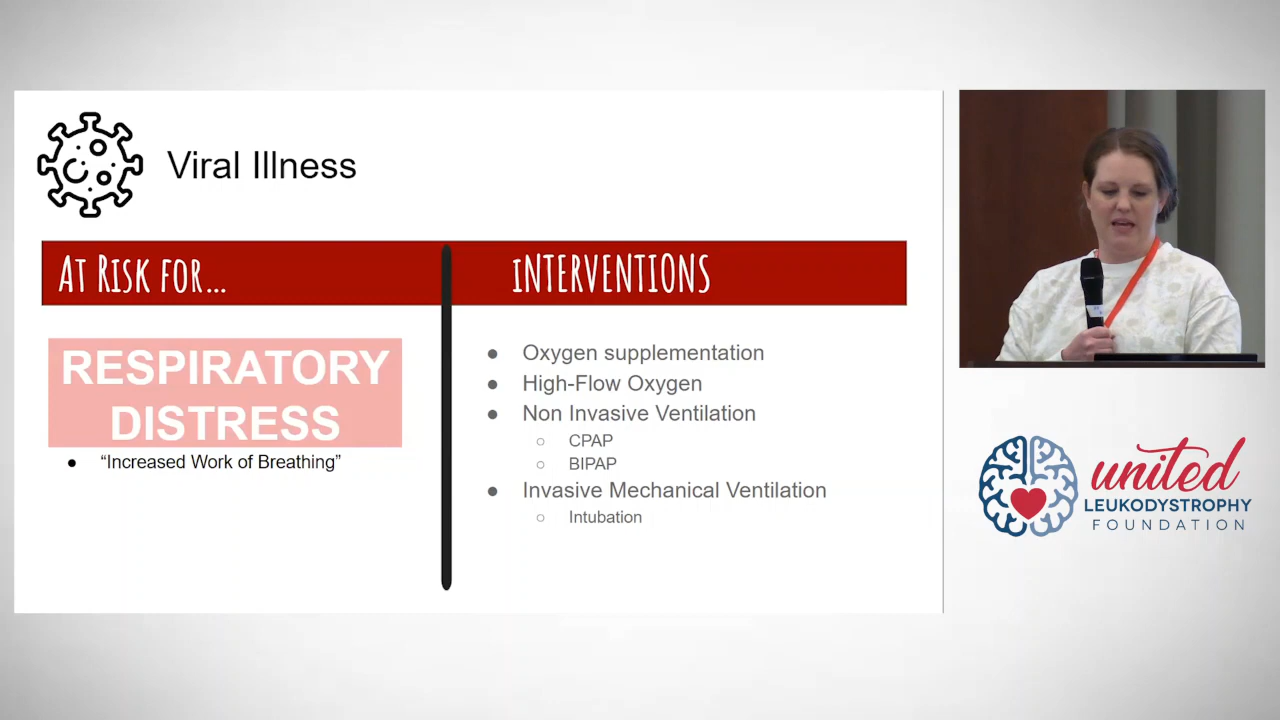 Viral Illness
At Risk for...
INTERVENTIONS
RESPIRATORY
DISTRESS
● “Increased Work of Breathing”
● Oxygen supplementation
● High-Flow Oxygen
● Non Invasive Ventilation
○ CPAP
○ BIPAP
● Invasive Mechanical Ventilation
○ Intubation
united
LEUKODYSTROPHY
FOUNDATION